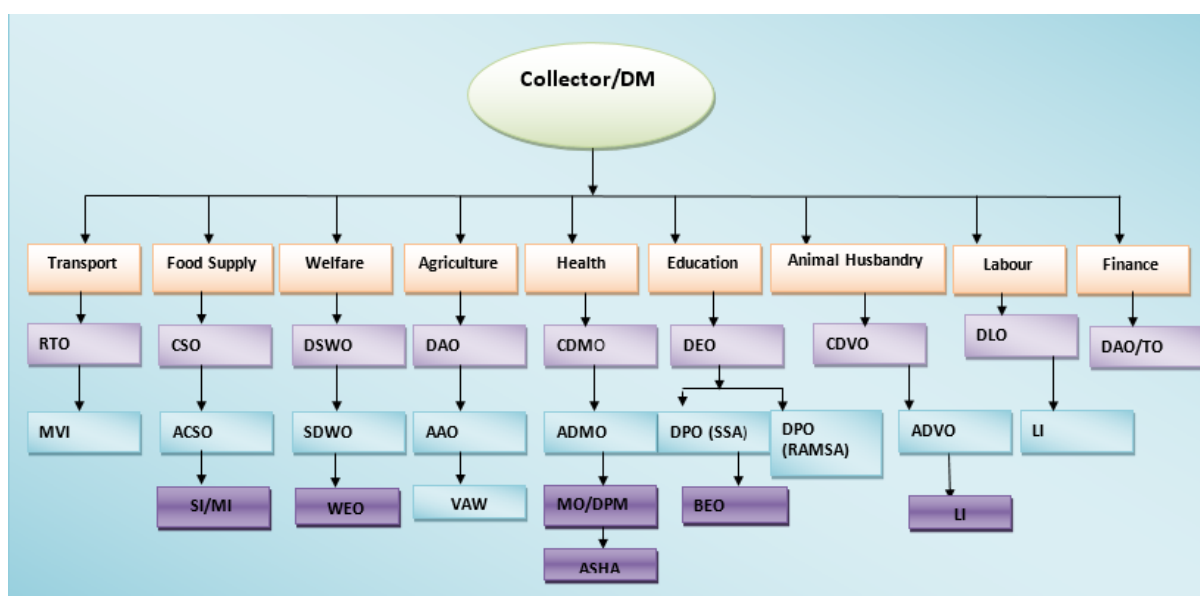 Collector/DM
Transport
Food Supply
Welfare
Agriculture
Health
Education
Animal Husbandry
Labour
Finance
RTO
CSO
DSWO
DAO
CDMO
DEO
CDVO
DLO
DAO/TO
MVI
ACSO
SDWO
AAO
ADMO
DPO (SSA)
DPO
(RAMSA)
ADVO
LI
SI/MI
WEO
VAW
MO/DPM
BEO
LI
ASHA